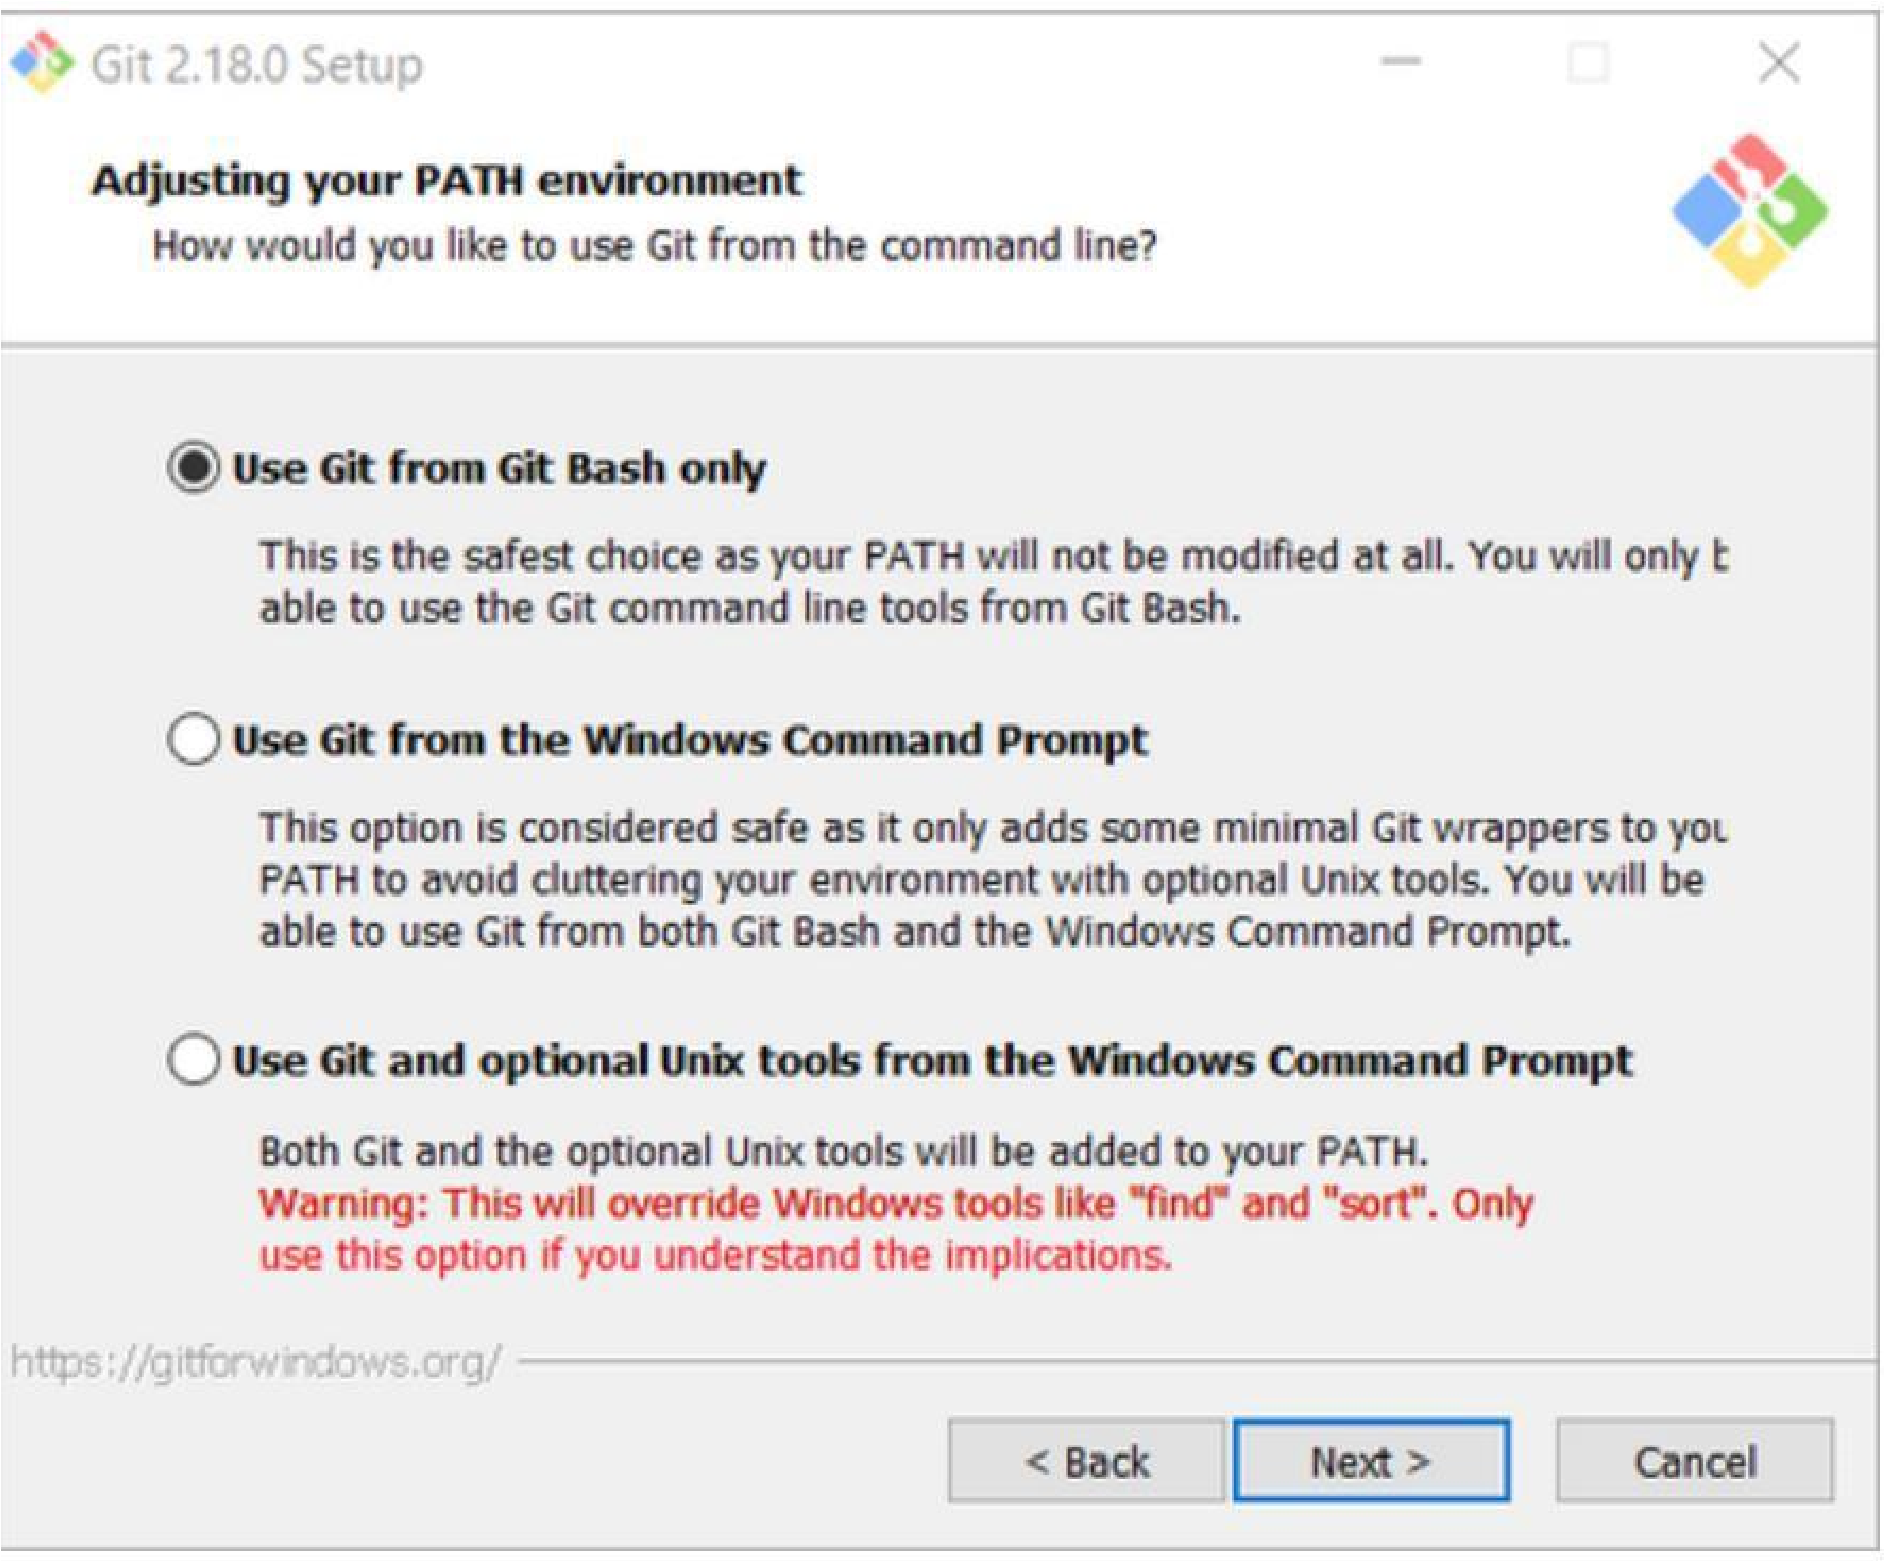 Git 2.18.0 Setup
Adjusting your PATH environment
How would you like to use Git from the command line?
Use Git from Git Bash only
This is the safest choice as your PATH will not be modified at all. You will only
able to use the Git command line tools from Git Bash.
Use Git from the Windows Command Prompt
This option is considered safe as it only adds some minimal Git wrappers to you
PATH to avoid cluttering your environment with optional Unix tools. You will be
able to use Git from both Git Bash and the Windows Command Prompt.
Use Git and optional Unix tools from the Windows Command Prompt
Both Git and the optional Unix tools will be added to your PATH.
Warning: This will override Windows tools like "find" and "sort". Only
use this option if you understand the implications.
https://gitforwindows.org/
< Back
Next >
Cancel